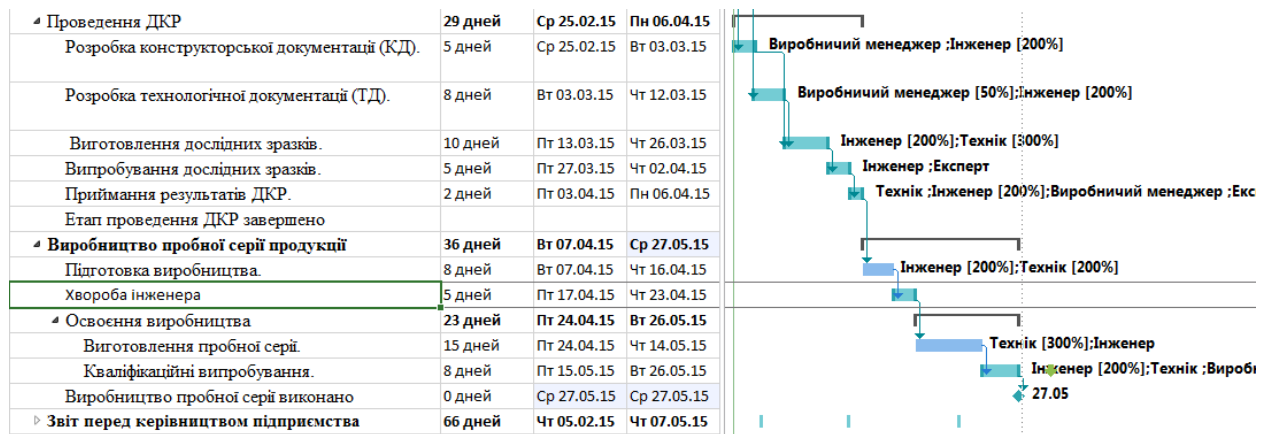 Проведення ДКР 29 дней Ср 25.02.15 Пн 06.04.15
Розробка конструкторської документації (КД). 5 дней Ср 25.02.15 Вт 03.03.15 Виробничий менеджер ;Інженер [200%]
Розробка технологічної документації (ТД). 8 дней Вт 03.03.15 Чт 12.03.15 Виробничий менеджер [50%];Інженер [200%]
Виготовлення дослідних зразків. 10 дней Пт 13.03.15 Чт 26.03.15 Інженер [200%];Технік [300%]
Випробування дослідних зразків. 5 дней Пт 27.03.15 Чт 02.04.15 Інженер ;Експерт
Приймання результатів ДКР. 2 дней Пт 03.04.15 Пн 06.04.15 Технік ;Інженер [200%];Виробничий менеджер ;Екс
Етап проведення ДКР завершено
Виробництво пробної серії продукції 36 дней Вт 07.04.15 Ср 27.05.15
Підготовка виробництва. 8 дней Вт 07.04.15 Чт 16.04.15 Інженер [200%];Технік [200%]
Хвороба інженера 5 дней Пт 17.04.15 Чт 23.04.15
Освоєння виробництва 23 дней Пт 24.04.15 Вт 26.05.15
Виготовлення пробної серії. 15 дней Пт 24.04.15 Чт 14.05.15 Технік [300%];Інженер
Кваліфікаційні випробування. 8 дней Пт 15.05.15 Вт 26.05.15 Інженер [200%];Технік ;Вироб
Виробництво пробної серії виконано 0 дней Ср 27.05.15 Ср 27.05.15 27.05
Звіт перед керівництвом підприємства 66 дней Чт 05.02.15 Чт 07.05.15